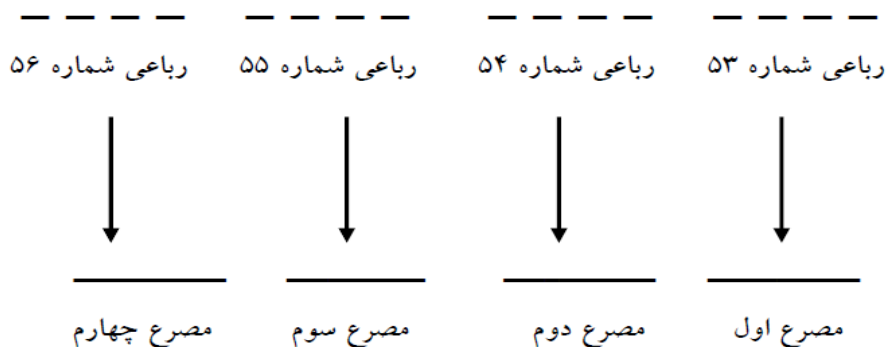 رباعی شماره ۵۳ رباعی شماره ۵۴ رباعی شماره ۵۵ رباعی شماره ۵۶
مصرع اول مصرع دوم مصرع سوم مصرع چهارم